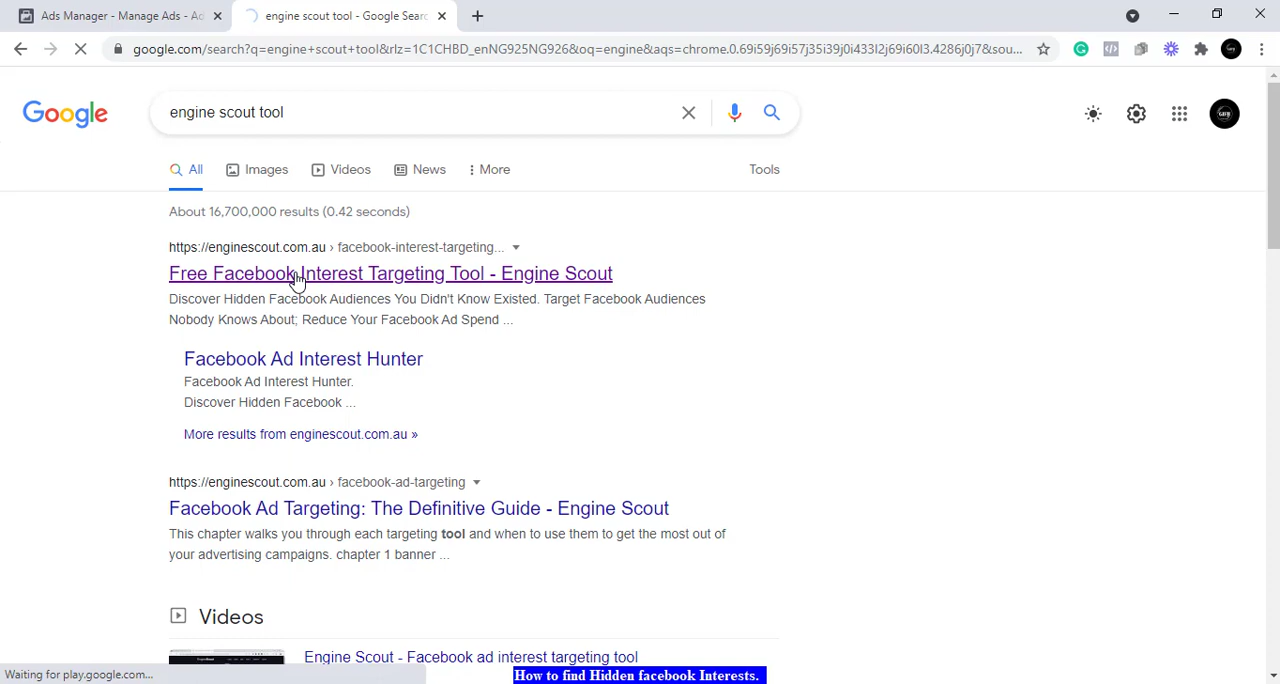 Ads Manager - Manage Ads - Ad
engine scout tool - Google Searc
google.com/search?q=engine+scout+tool&rlz=1C1CHBD_enNG925NG926&oq=engine&aqs=chrome.0.69i59j69i57j35i39j0i433l2j69i60l3.4286j0j7&sou...
Google
engine scout tool
All
Images
Videos
News
More
Tools
About 16,700,000 results (0.42 seconds)
https://enginescout.com.au › facebook-interest-targeting...
Free Facebook Interest Targeting Tool - Engine Scout
Discover Hidden Facebook Audiences You Didn't Know Existed. Target Facebook Audiences
Nobody Knows About; Reduce Your Facebook Ad Spend ...
Facebook Ad Interest Hunter
Facebook Ad Interest Hunter.
Discover Hidden Facebook ...
More results from enginescout.com.au »
https://enginescout.com.au › facebook-ad-targeting
Facebook Ad Targeting: The Definitive Guide - Engine Scout
This chapter walks you through each targeting tool and when to use them to get the most out of
your advertising campaigns. chapter 1 banner ...
Videos
Engine Scout - Facebook ad interest targeting tool
Waiting for play.google.com...
How to find Hidden facebook Interests.